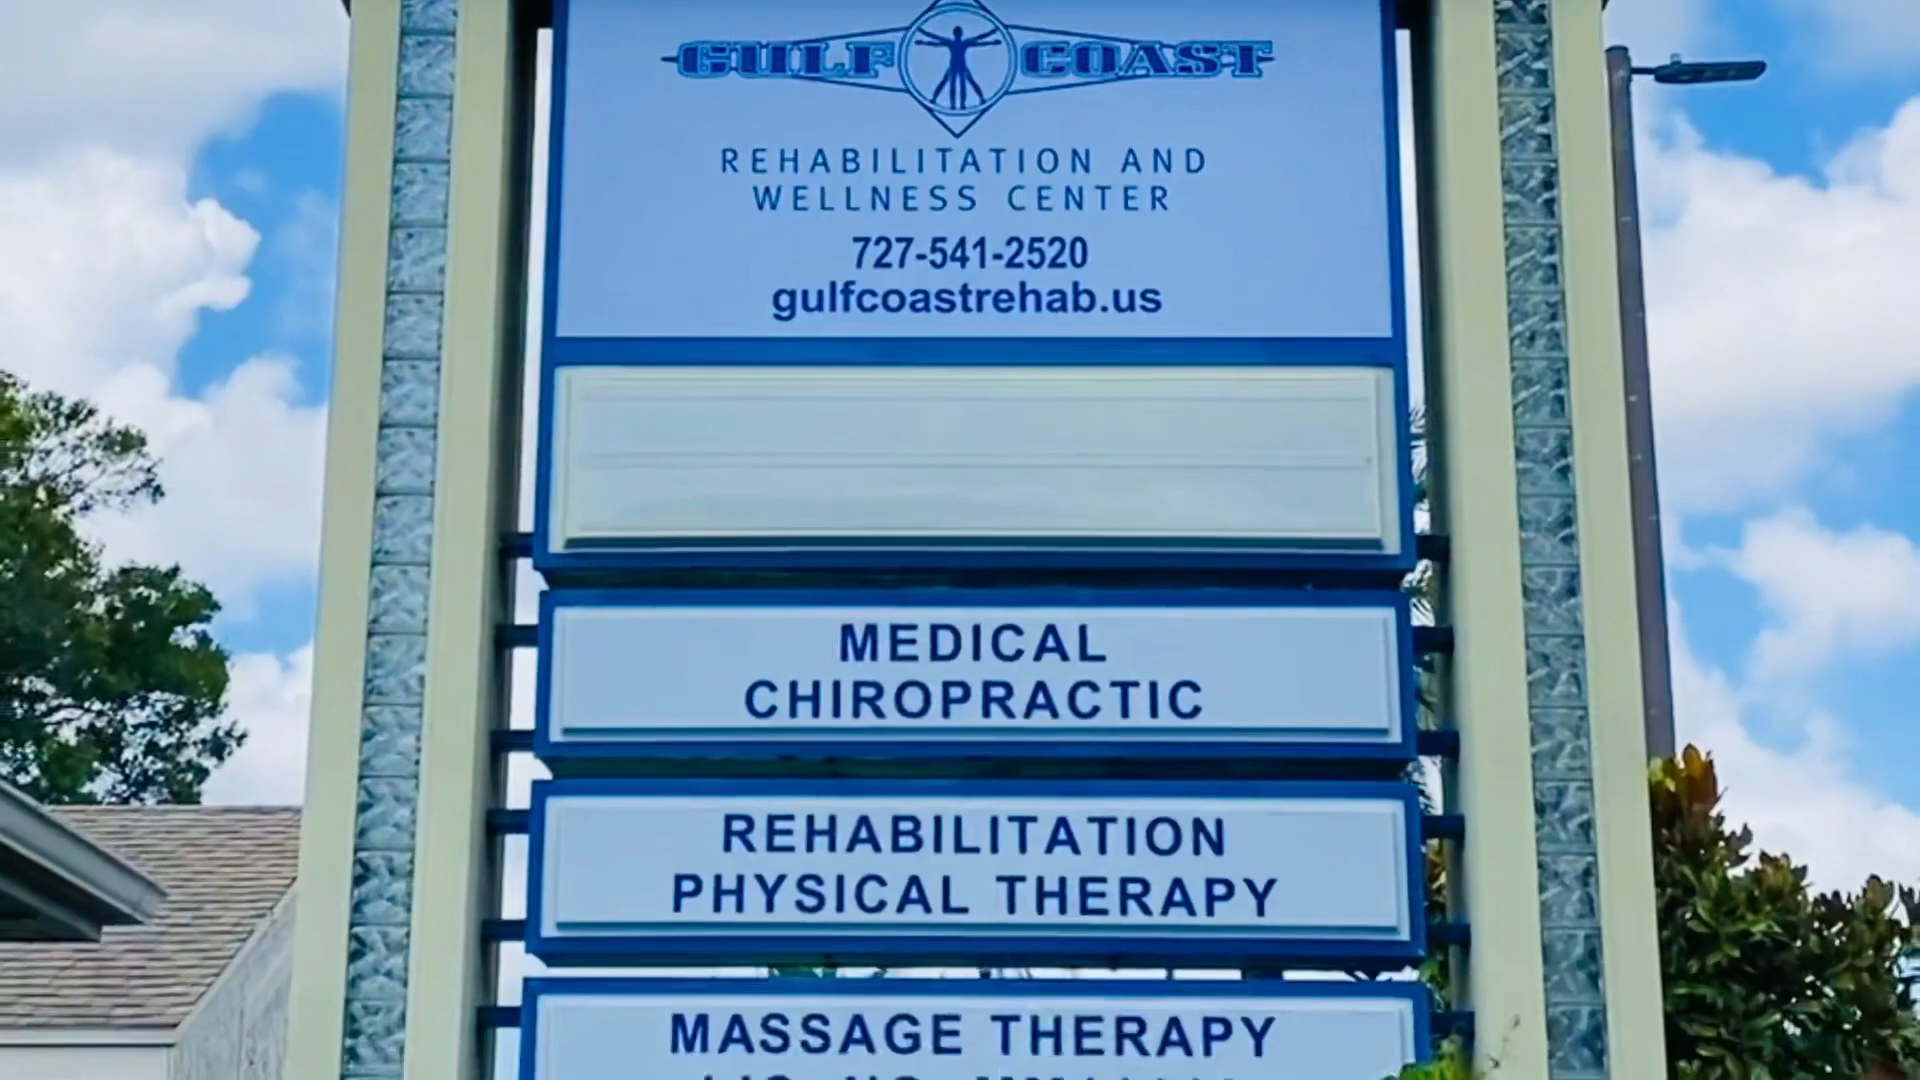 GULF COAST
REHABILITATION AND
WELLNESS CENTER
727-541-2520
gulfcoastrehab.us
MEDICAL
CHIROPRACTIC
REHABILITATION
PHYSICAL THERAPY
MASSAGE THERAPY